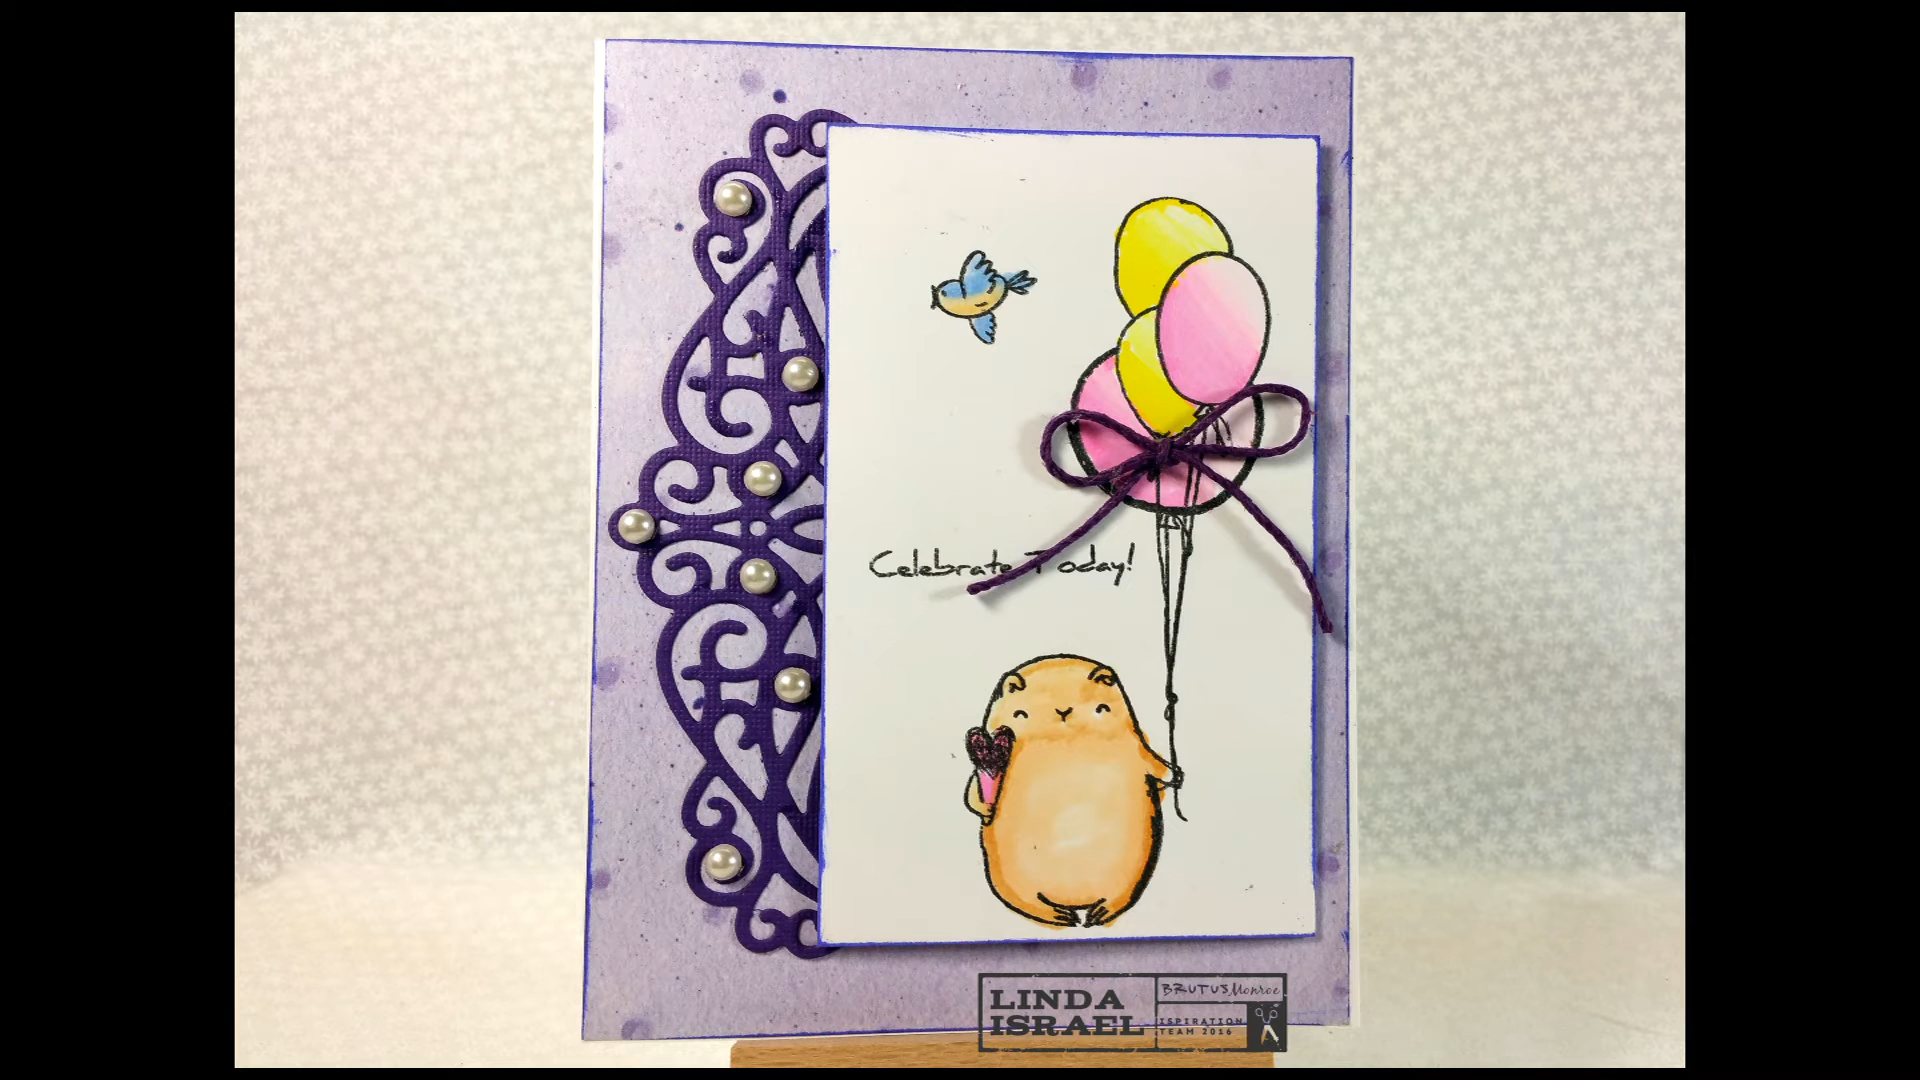 Celebrate Today!
LINDA
ISRAEL
BRUTUS Monroe
ISPIRATION
TEAM 2016